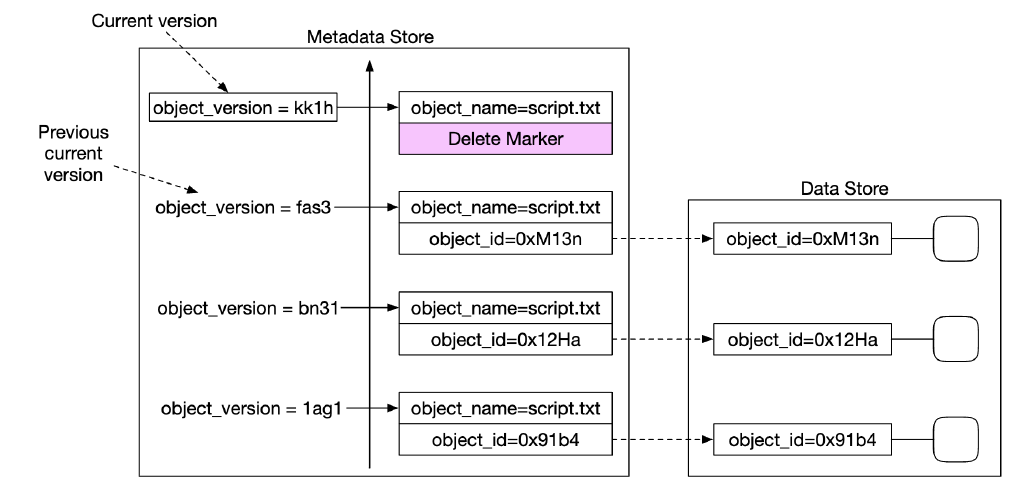 Current version
Metadata Store
object_version = kk1h
object_name=script.txt
Delete Marker
Previous
current
version
object_version = fas3
object_name=script.txt
object_id=0xM13n
object_version = bn31
object_name=script.txt
object_id=0x12Ha
object_version = 1ag1
object_name=script.txt
object_id=0x91b4
Data Store
object_id=0xM13n
object_id=0x12Ha
object_id=0x91b4